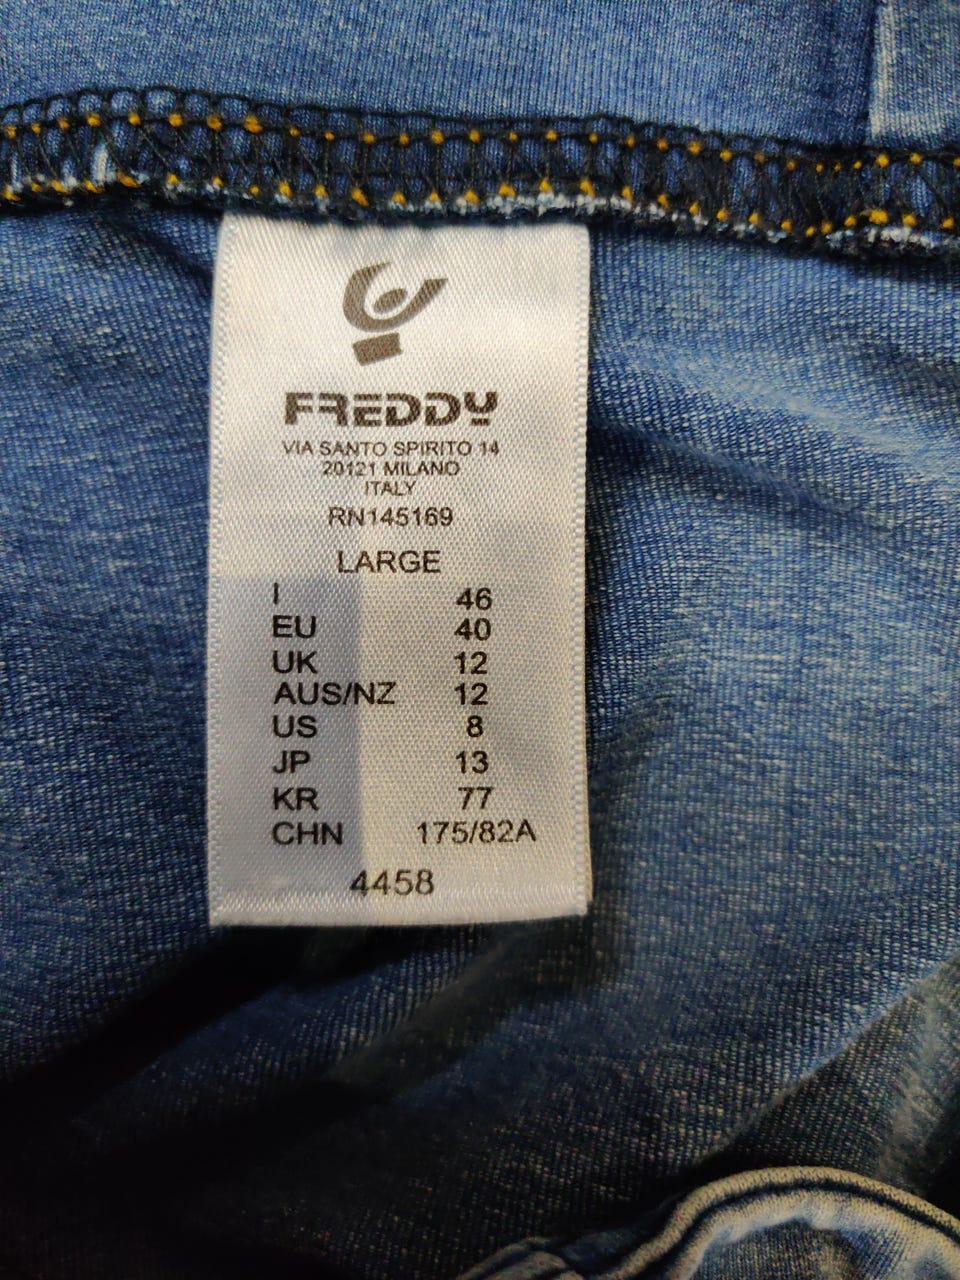 FREDDY
VIA SANTO SPIRITO 14
20121 MILANO
ITALY
RN145169
LARGE
I 46
EU 40
UK 12
AUS/NZ 12
US 8
JP 13
KR 77
CHN 175/82A
4458